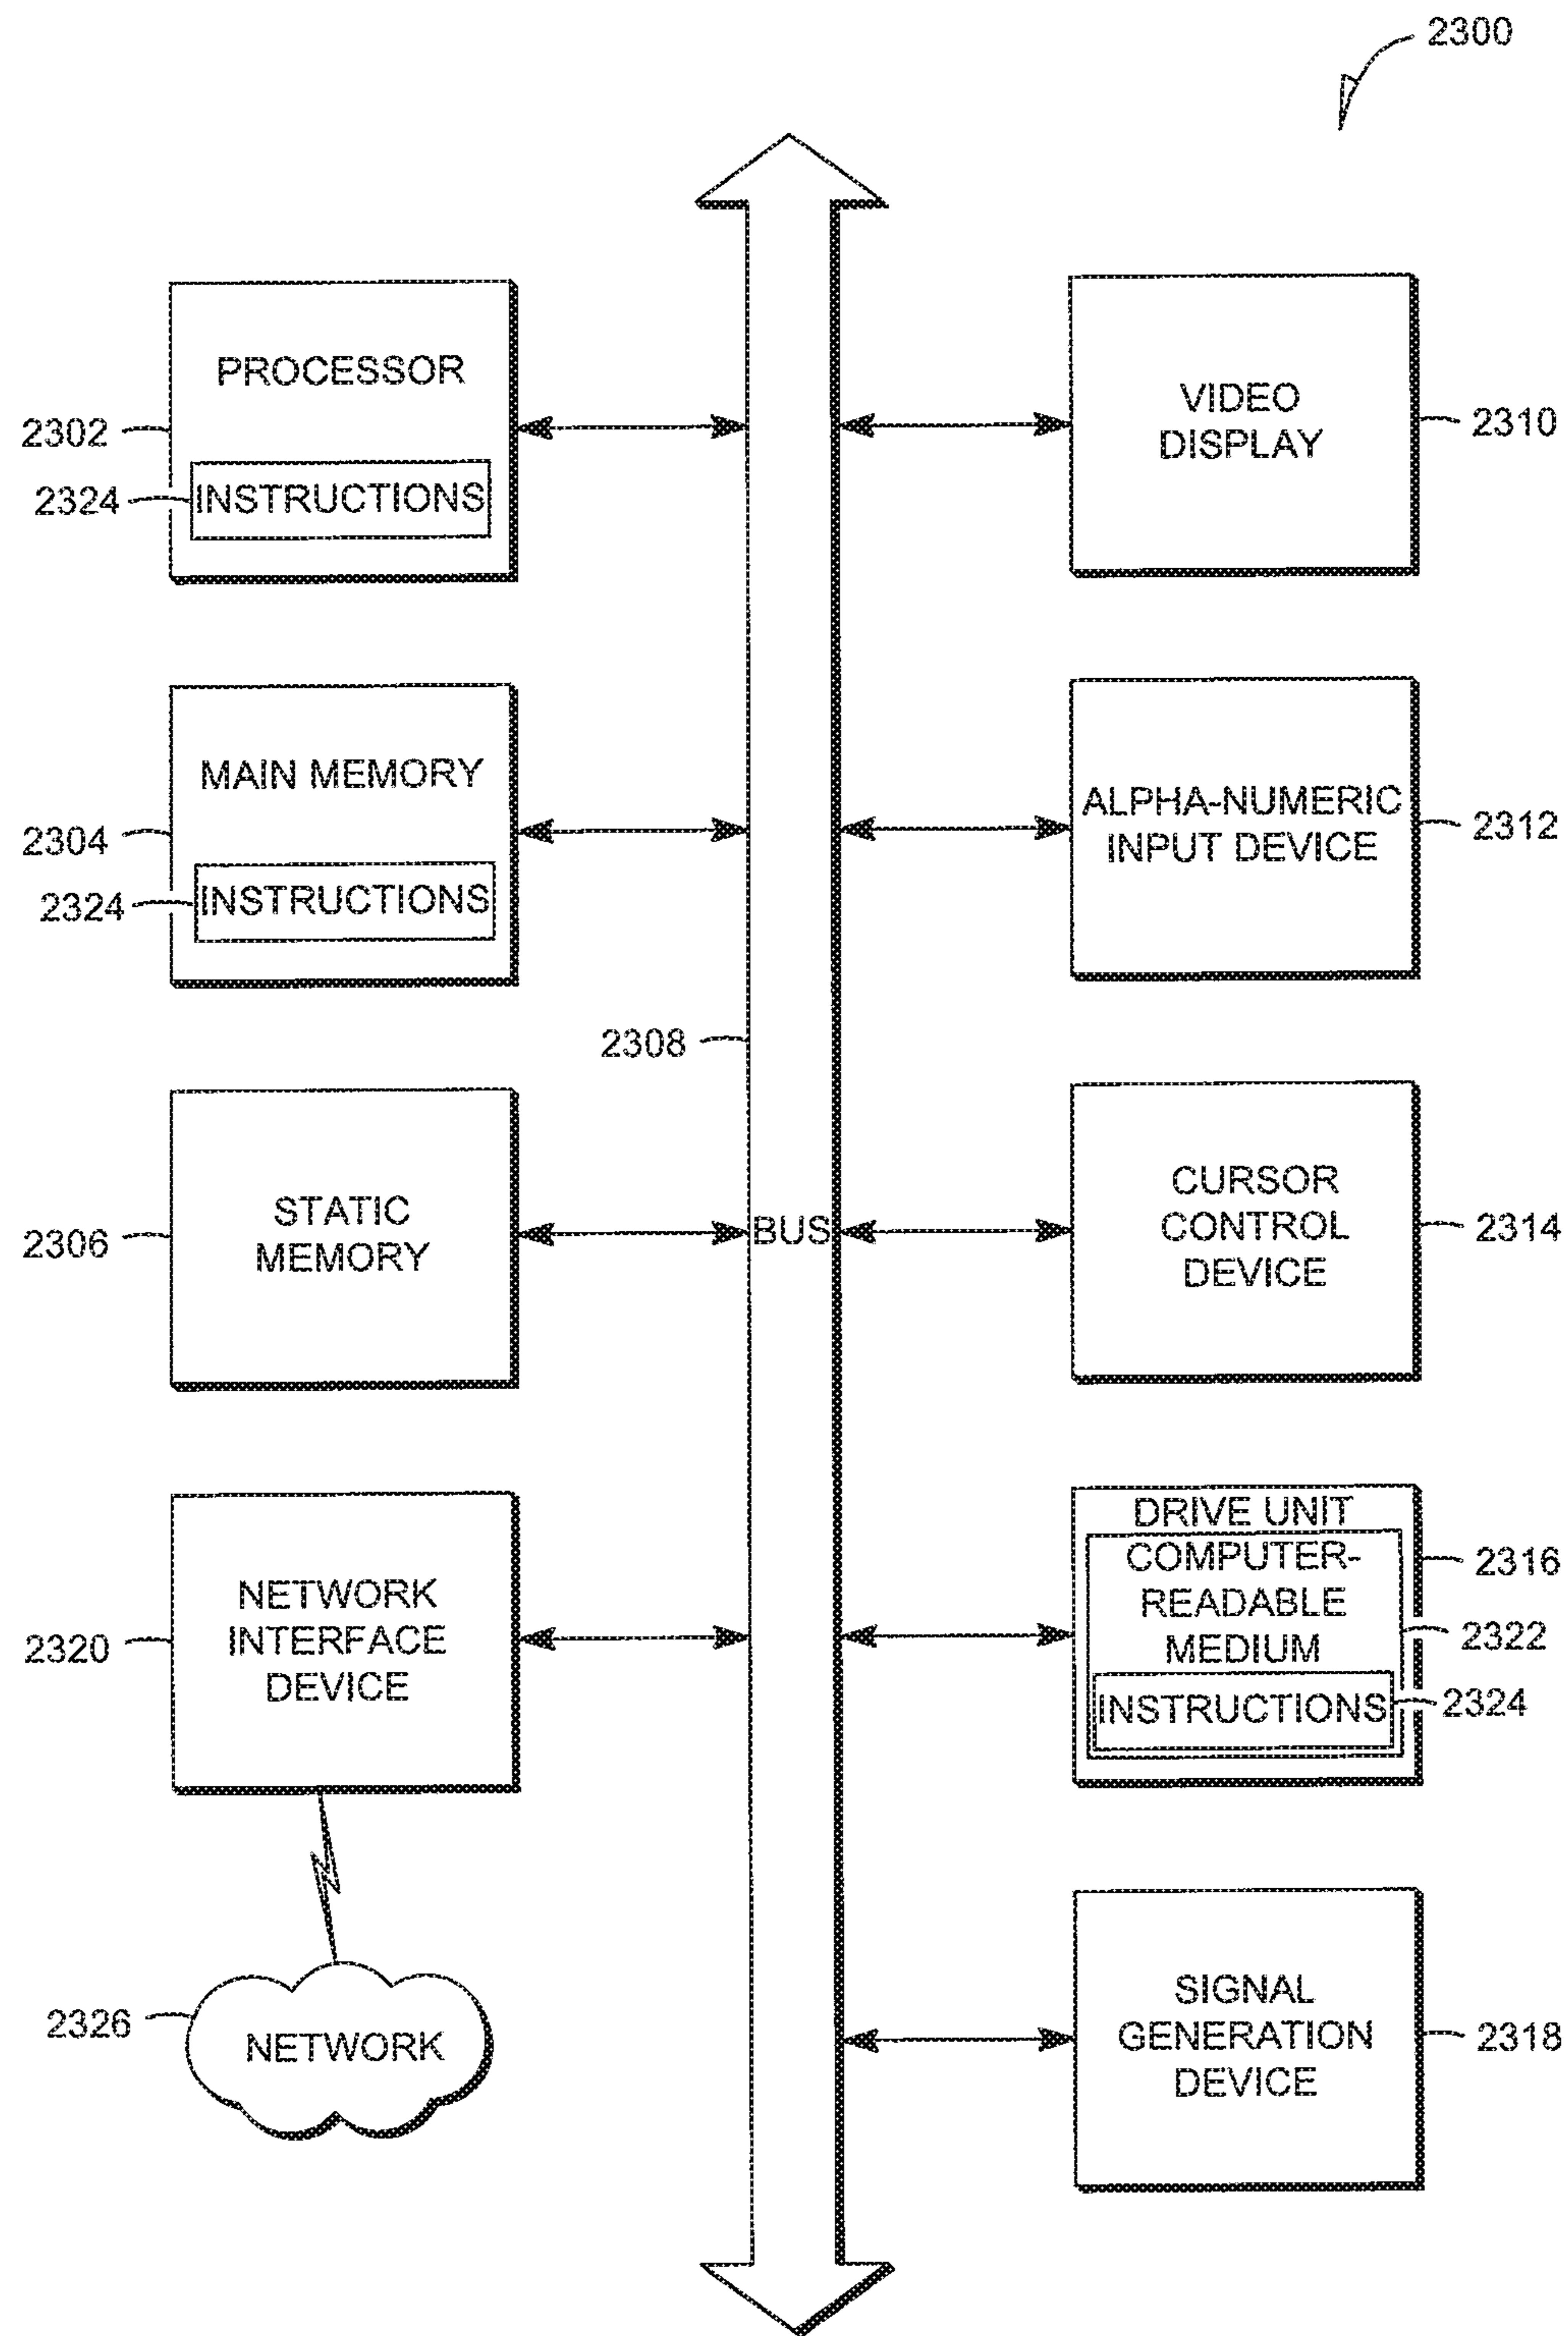 2300
PROCESSOR
2302
2324
INSTRUCTIONS
VIDEO
DISPLAY
2310
MAIN MEMORY
2304
2324
INSTRUCTIONS
ALPHA-NUMERIC
INPUT DEVICE
2312
2308
STATIC
MEMORY
2306
BUS
CURSOR
CONTROL
DEVICE
2314
NETWORK
INTERFACE
DEVICE
2320
DRIVE UNIT
COMPUTER-
READABLE
MEDIUM
INSTRUCTIONS
2316
2322
2324
2326
NETWORK
SIGNAL
GENERATION
DEVICE
2318